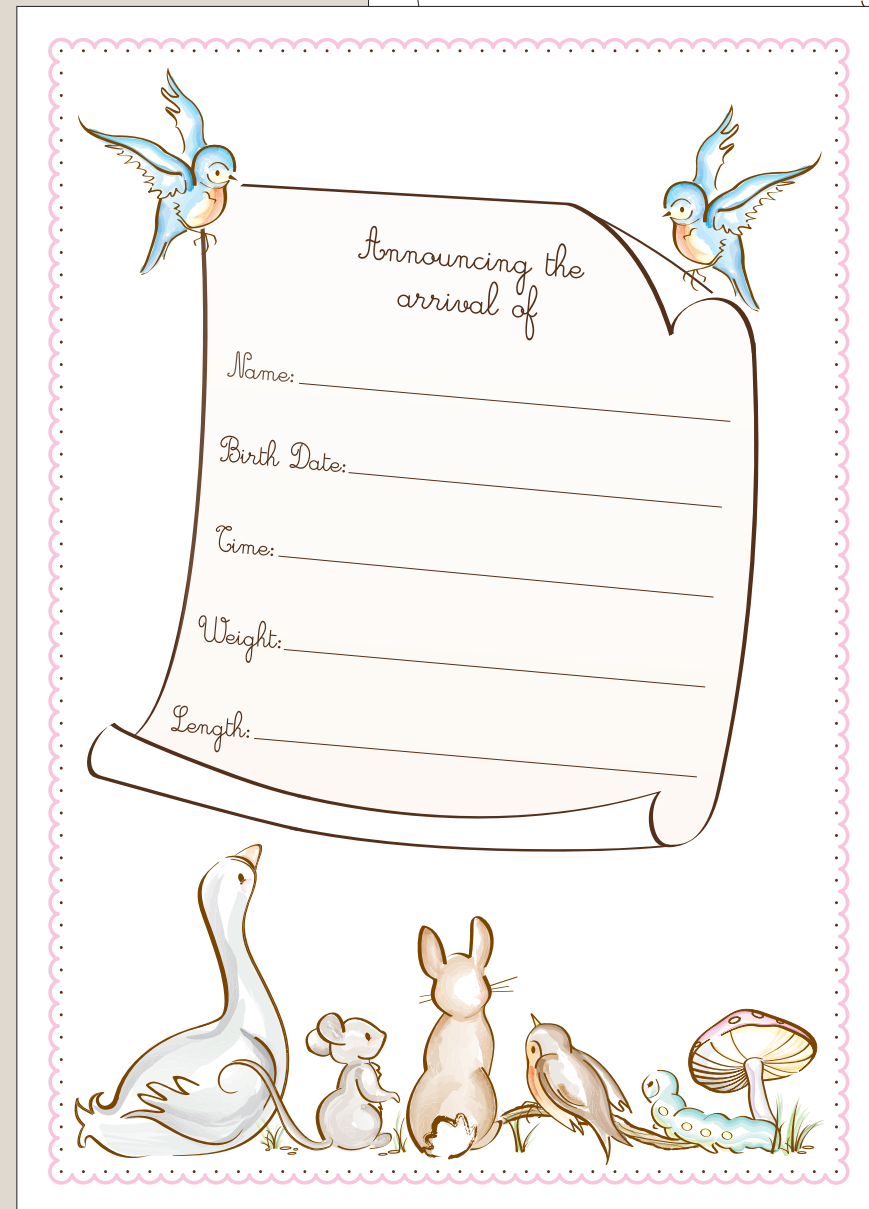 Announcing the
arrival of
Name:
Birth Date:
Time:
Weight:
Length: